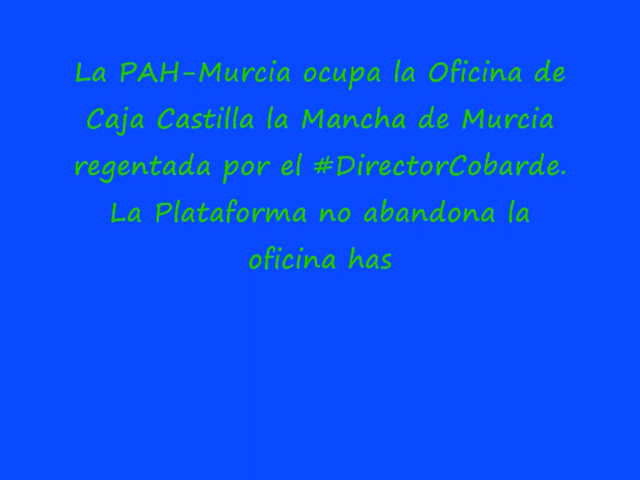 La PAH-Murcia ocupa la Oficina de
Caja Castilla la Mancha de Murcia
regentada por el #DirectorCobarde.
La Plataforma no abandona la
oficina has